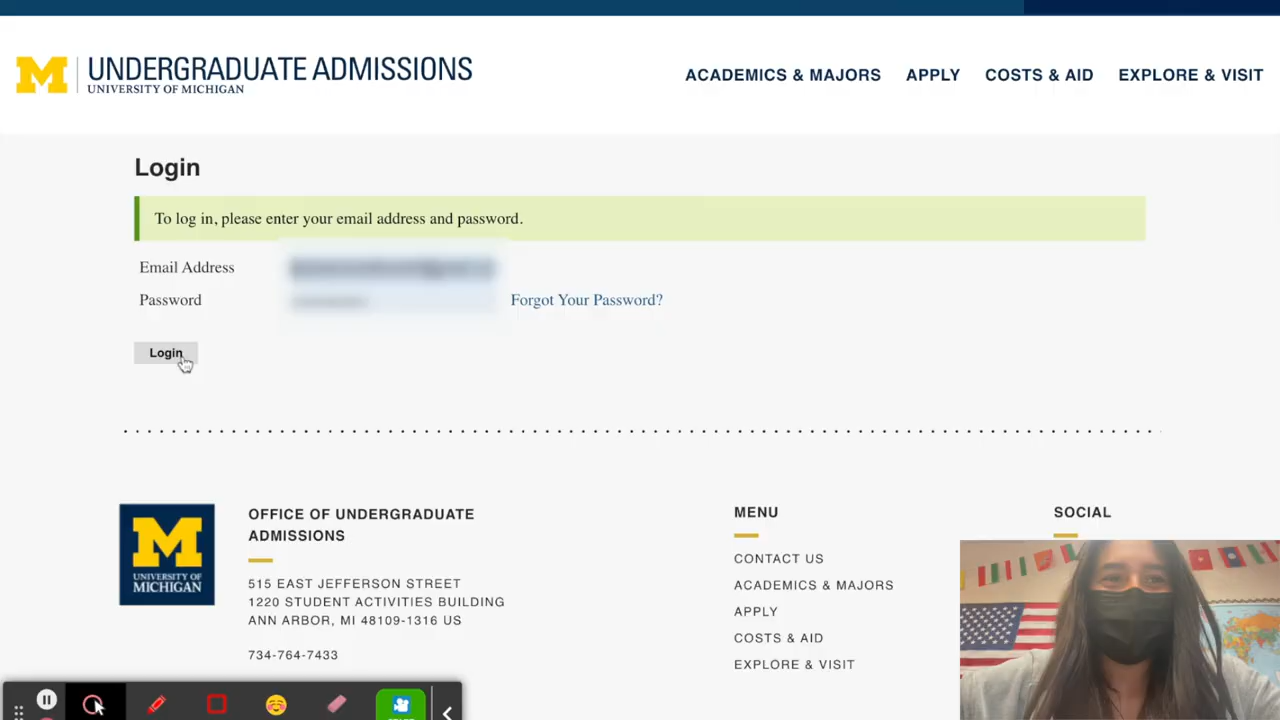 M UNDERGRADUATE ADMISSIONS
UNIVERSITY OF MICHIGAN
ACADEMICS & MAJORS APPLY COSTS & AID EXPLORE & VISIT
Login
To log in, please enter your email address and password.
Email Address
Password Forgot Your Password?
Login
M
UNIVERSITY OF
MICHIGAN
OFFICE OF UNDERGRADUATE
ADMISSIONS
515 EAST JEFFERSON STREET
1220 STUDENT ACTIVITIES BUILDING
ANN ARBOR, MI 48109-1316 US
734-764-7433
MENU
CONTACT US
ACADEMICS & MAJORS
APPLY
COSTS & AID
EXPLORE & VISIT
SOCIAL